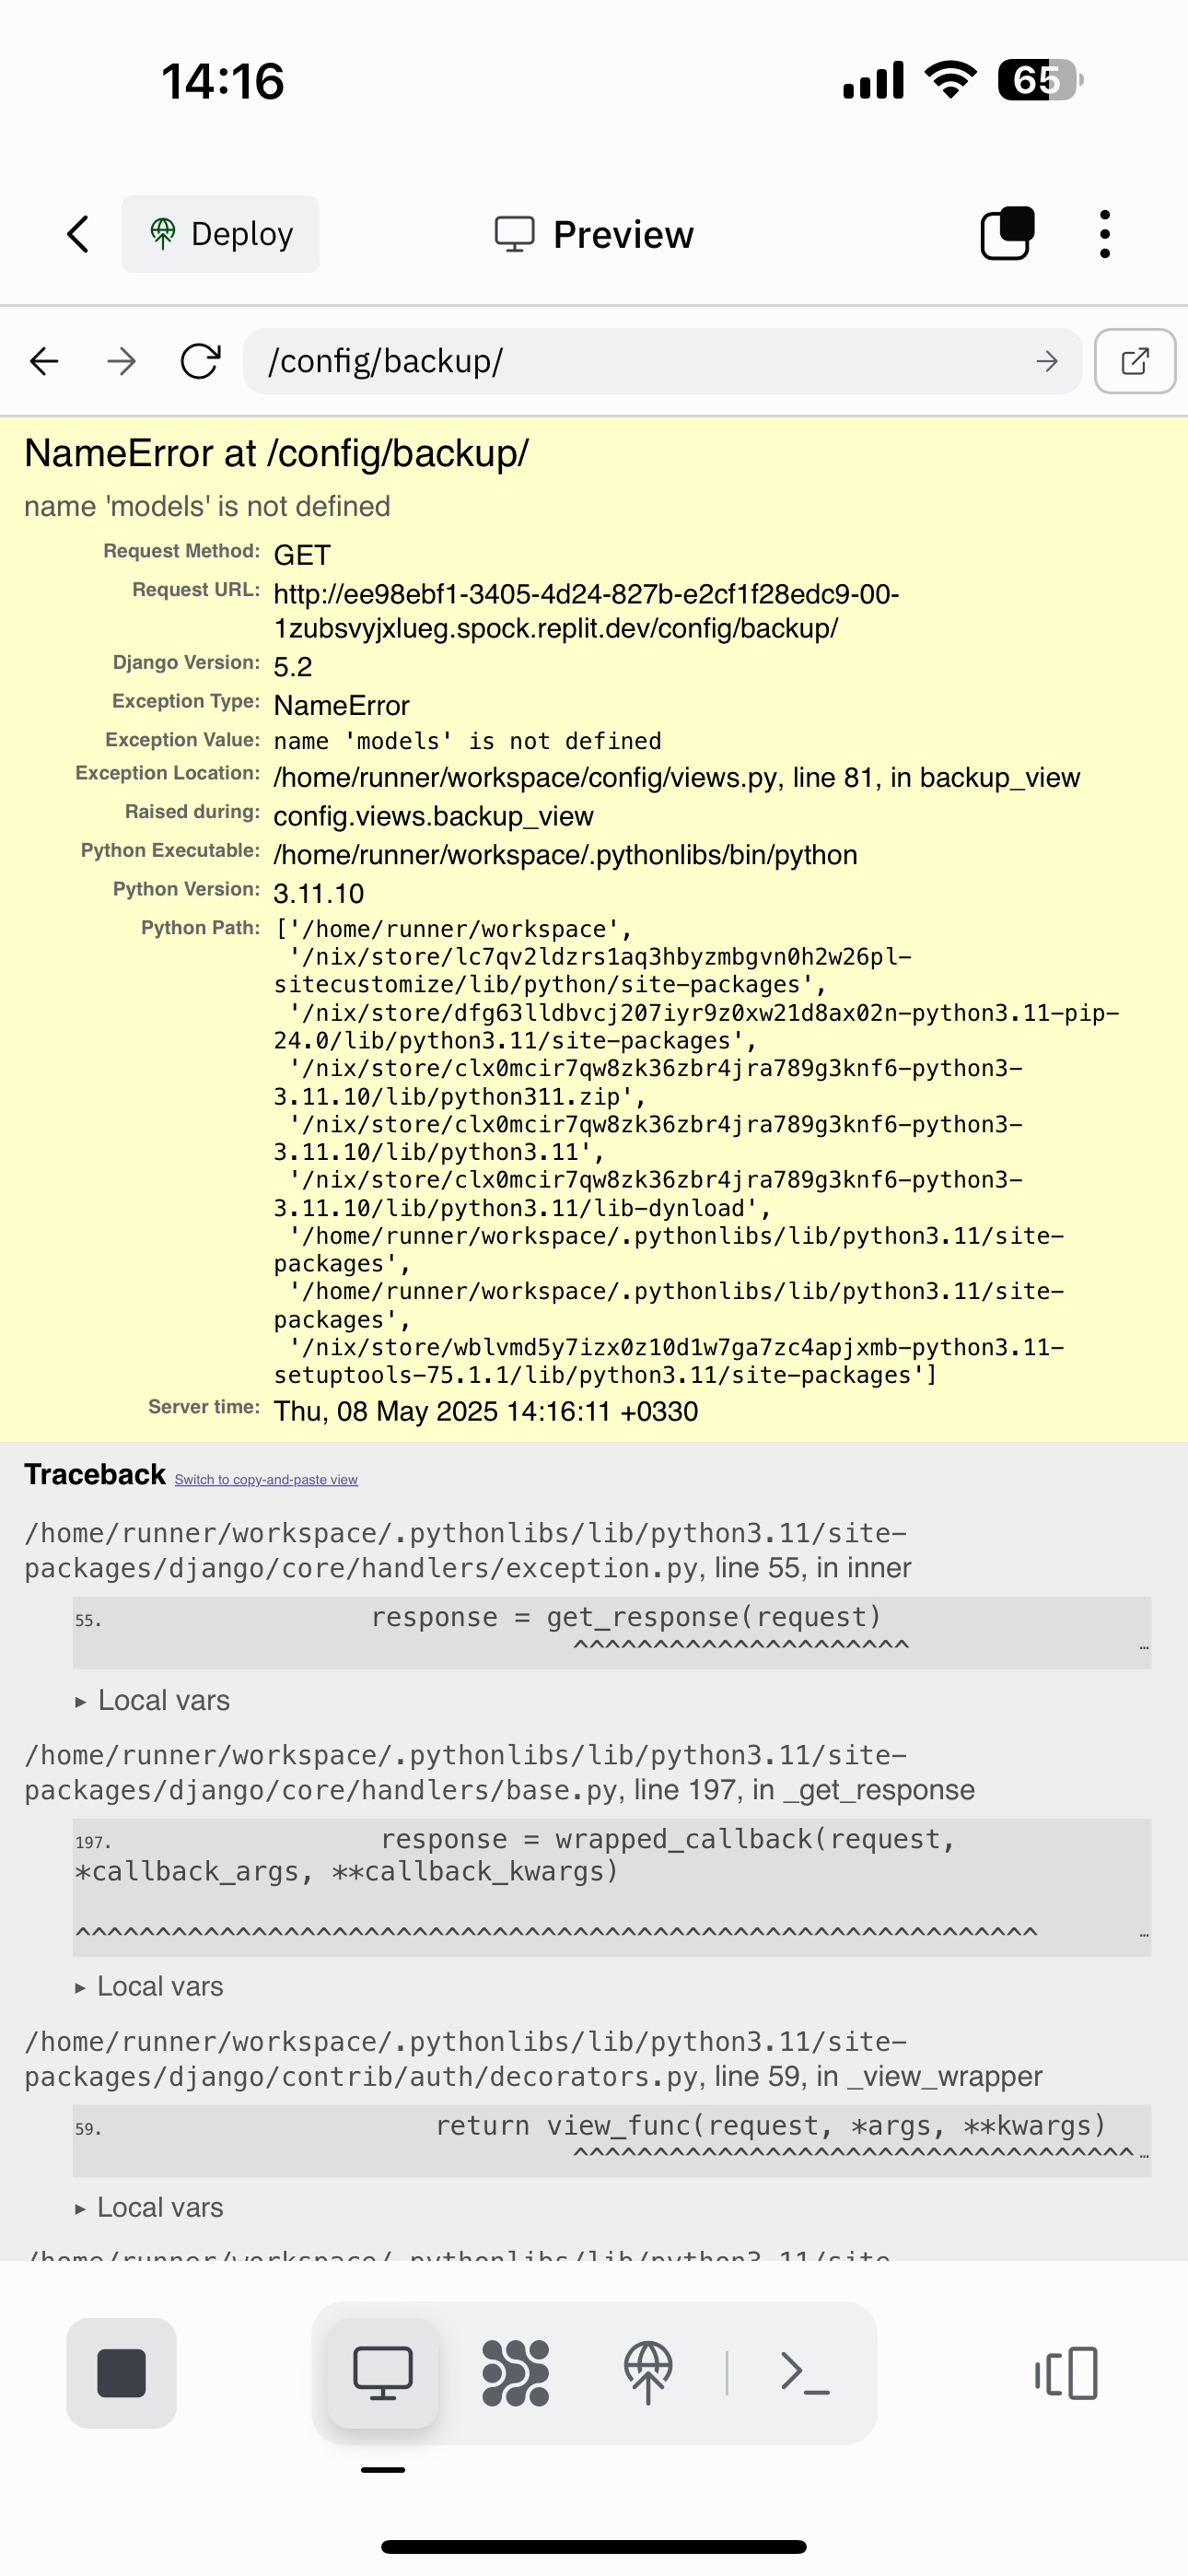 14:16
65
Deploy
Preview
/config/backup/
NameError at /config/backup/
name 'models' is not defined
Request Method: GET
Request URL: http://ee98ebf1-3405-4d24-827b-e2cf1f28edc9-00-
1zubsvyjxlueg.spock.replit.dev/config/backup/
Django Version: 5.2
Exception Type: NameError
Exception Value: name 'models' is not defined
Exception Location: /home/runner/workspace/config/views.py, line 81, in backup_view
Raised during: config.views.backup_view
Python Executable: /home/runner/workspace/.pythonlibs/bin/python
Python Version: 3.11.10
Python Path: ['/home/runner/workspace',
'/nix/store/lc7qv2ldzrs1aq3hbyzmbgvn0h2w26pl-
sitecustomize/lib/python/site-packages',
'/nix/store/dfg63lldbvcj207iyr9z0xw21d8ax02n-python3.11-pip-
24.0/lib/python3.11/site-packages',
'/nix/store/clx0mcir7qw8zk36zbr4jra789g3knf6-python3-
3.11.10/lib/python311.zip',
'/nix/store/clx0mcir7qw8zk36zbr4jra789g3knf6-python3-
3.11.10/lib/python3.11',
'/nix/store/clx0mcir7qw8zk36zbr4jra789g3knf6-python3-
3.11.10/lib/python3.11/lib-dynload',
'/home/runner/workspace/.pythonlibs/lib/python3.11/site-
packages',
'/home/runner/workspace/.pythonlibs/lib/python3.11/site-
packages',
'/nix/store/wblvmd5y7izx0z10d1w7ga7zc4apjxmb-python3.11-
setuptools-75.1.1/lib/python3.11/site-packages']
Server time: Thu, 08 May 2025 14:16:11 +0330
Traceback Switch to copy-and-paste view
/home/runner/workspace/.pythonlibs/lib/python3.11/site-
packages/django/core/handlers/exception.py, line 55, in inner
55. response = get_response(request)
^^^^^^^^^^^^^^^^^^^^^ …
▶ Local vars
/home/runner/workspace/.pythonlibs/lib/python3.11/site-
packages/django/core/handlers/base.py, line 197, in _get_response
197. response = wrapped_callback(request,
*callback_args, **callback_kwargs)
^^^^^^^^^^^^^^^^^^^^^^^^^^^^^^^^^^^^^^^^^^^^^^^^^^^^^^^^^^^^ …
▶ Local vars
/home/runner/workspace/.pythonlibs/lib/python3.11/site-
packages/django/contrib/auth/decorators.py, line 59, in _view_wrapper
59. return view_func(request, *args, **kwargs)
^^^^^^^^^^^^^^^^^^^^^^^^^^^^^^^^^^^ …
▶ Local vars
/home/runner/workspace/.pythonlibs/lib/python3.11/site-